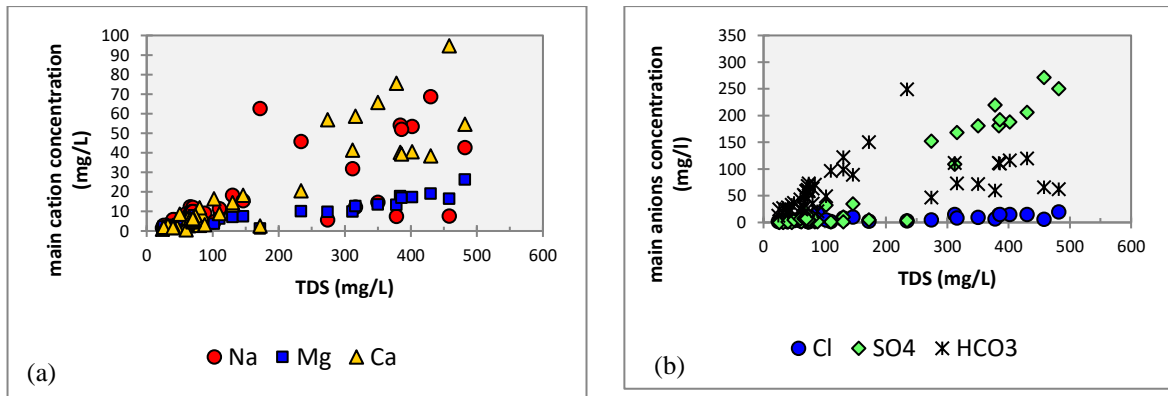 main cation concentration
(mg/L)
100
90
80
70
60
50
40
30
20
10
0
0 100 200 300 400 500 600
TDS (mg/L)
Na Mg Ca
(a)
main anions concentration
(mg/l)
350
300
250
200
150
100
50
0
0 100 200 300 400 500 600
TDS (mg/L)
Cl SO4 HCO3
(b)